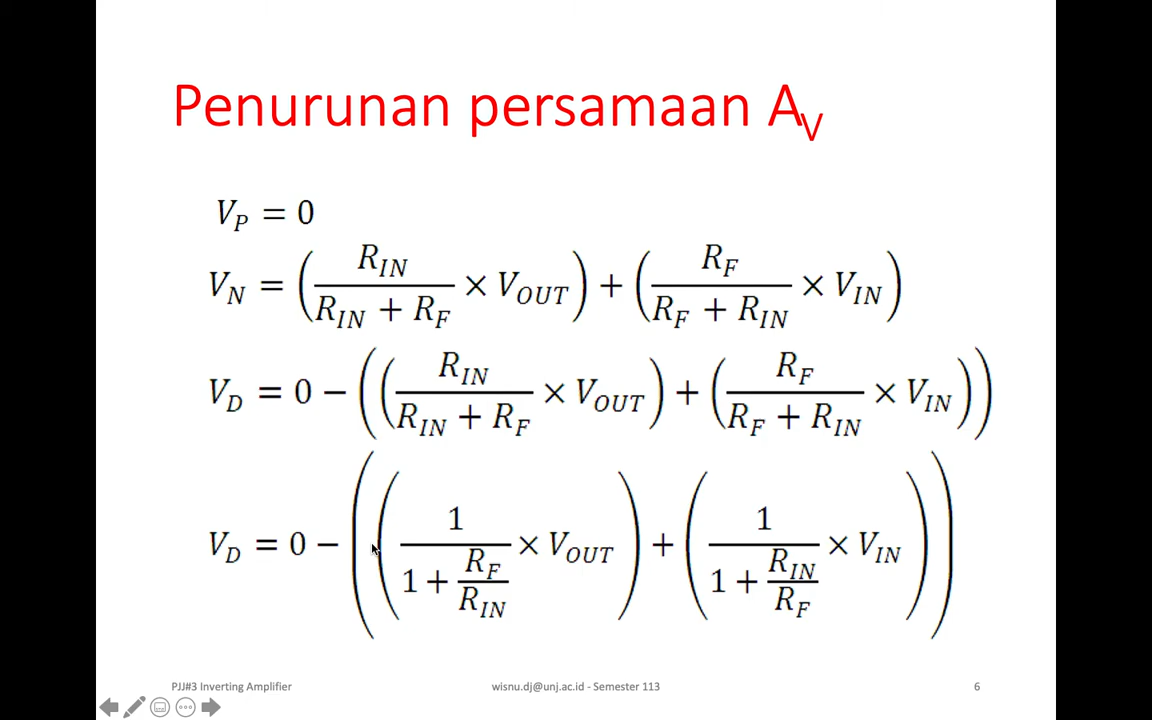 Penurunan persamaan A_V
V_P = 0
V_N = (R_IN / (R_IN + R_F) × V_OUT) + (R_F / (R_F + R_IN) × V_IN)
V_D = 0 − ((R_IN / (R_IN + R_F) × V_OUT) + (R_F / (R_F + R_IN) × V_IN))
V_D = 0 − ((1 / (1 + R_F / R_IN) × V_OUT) + (1 / (1 + R_IN / R_F) × V_IN))
PJJ#3 Inverting Amplifier
wisnu.dj@unj.ac.id - Semester 113
6